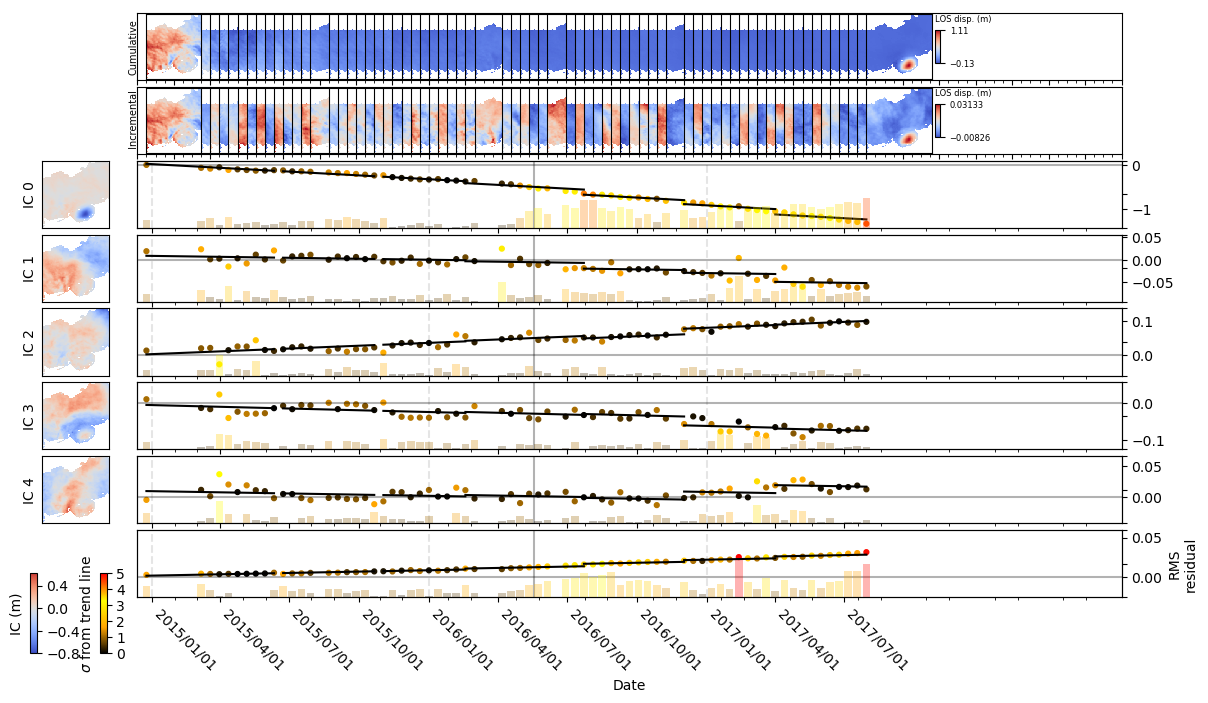 Cumulative
LOS disp. (m)
1.11
−0.13
Incremental
LOS disp. (m)
0.03133
−0.00826
IC 0
0
−1
IC 1
0.05
0.00
−0.05
IC 2
0.1
0.0
IC 3
0.0
−0.1
IC 4
0.05
0.00
0.05
0.00
RMS
residual
IC (m)
0.4
0.0
−0.4
−0.8
σ from trend line
5
4
3
2
1
0
2015/01/01
2015/04/01
2015/07/01
2015/10/01
2016/01/01
2016/04/01
2016/07/01
2016/10/01
2017/01/01
2017/04/01
2017/07/01
Date